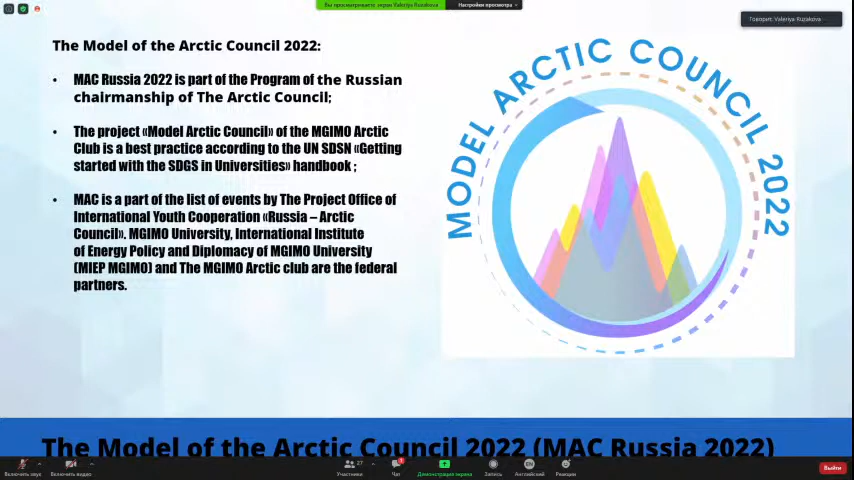 Вы просматриваете экран Valeriya Ruzakova
Настройки просмотра
Говорит: Valeriya Ruzakova
The Model of the Arctic Council 2022:
• MAC Russia 2022 is part of the Program of the Russian
chairmanship of The Arctic Council;
• The project «Model Arctic Council» of the MGIMO Arctic
Club is a best practice according to the UN SDSN «Getting
started with the SDGS in Universities» handbook ;
• MAC is a part of the list of events by The Project Office of
International Youth Cooperation «Russia – Arctic
Council». MGIMO University, International Institute
of Energy Policy and Diplomacy of MGIMO University
(MIEP MGIMO) and The MGIMO Arctic club are the federal
partners.
MODEL ARCTIC COUNCIL 2022
The Model of the Arctic Council 2022 (MAC Russia 2022)
Включить звук
Включить видео
Участники 27
Чат
Демонстрация экрана
Запись
Английский
Реакции
Выйти